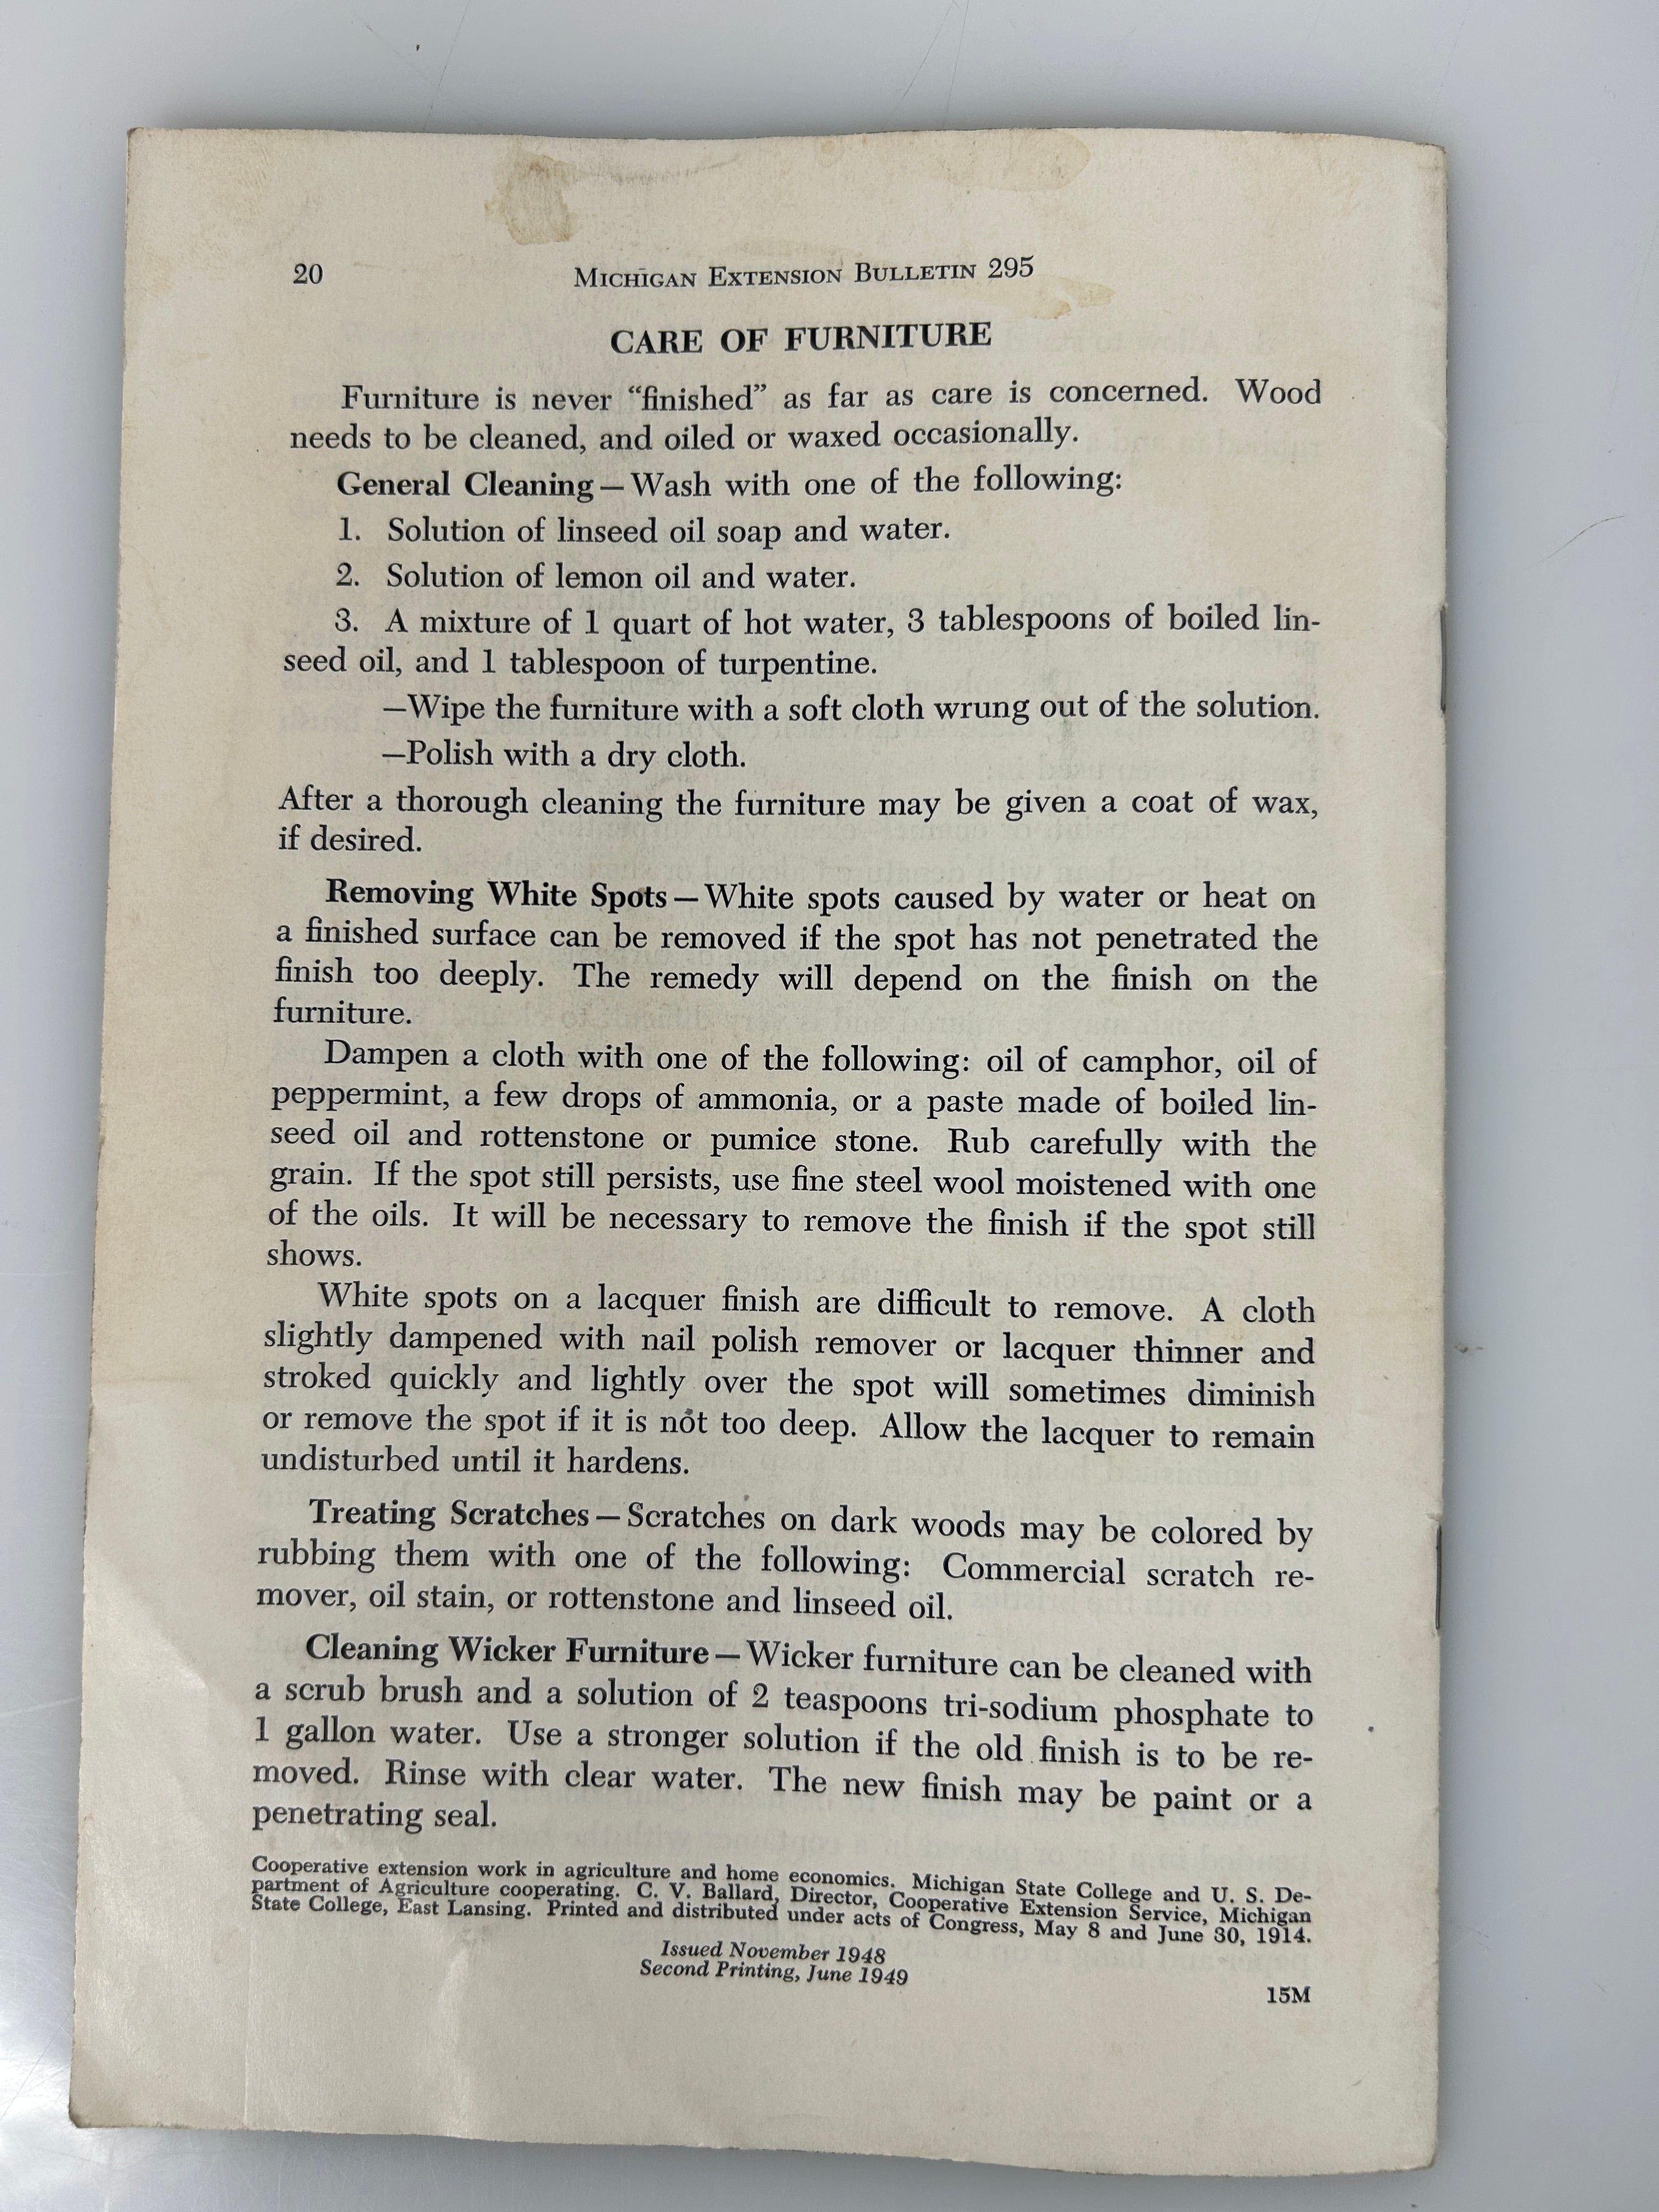 20
MICHIGAN EXTENSION BULLETIN 295
CARE OF FURNITURE
Furniture is never “finished” as far as care is concerned. Wood
needs to be cleaned, and oiled or waxed occasionally.
General Cleaning—Wash with one of the following:
1. Solution of linseed oil soap and water.
2. Solution of lemon oil and water.
3. A mixture of 1 quart of hot water, 3 tablespoons of boiled lin-
seed oil, and 1 tablespoon of turpentine.
—Wipe the furniture with a soft cloth wrung out of the solution.
—Polish with a dry cloth.
After a thorough cleaning the furniture may be given a coat of wax,
if desired.
Removing White Spots—White spots caused by water or heat on
a finished surface can be removed if the spot has not penetrated the
finish too deeply. The remedy will depend on the finish on the
furniture.
Dampen a cloth with one of the following: oil of camphor, oil of
peppermint, a few drops of ammonia, or a paste made of boiled lin-
seed oil and rottenstone or pumice stone. Rub carefully with the
grain. If the spot still persists, use fine steel wool moistened with one
of the oils. It will be necessary to remove the finish if the spot still
shows.
White spots on a lacquer finish are difficult to remove. A cloth
slightly dampened with nail polish remover or lacquer thinner and
stroked quickly and lightly over the spot will sometimes diminish
or remove the spot if it is not too deep. Allow the lacquer to remain
undisturbed until it hardens.
Treating Scratches—Scratches on dark woods may be colored by
rubbing them with one of the following: Commercial scratch re-
mover, oil stain, or rottenstone and linseed oil.
Cleaning Wicker Furniture—Wicker furniture can be cleaned with
a scrub brush and a solution of 2 teaspoons tri-sodium phosphate to
1 gallon water. Use a stronger solution if the old finish is to be re-
moved. Rinse with clear water. The new finish may be paint or a
penetrating seal.
Cooperative extension work in agriculture and home economics. Michigan State College and U. S. De-
partment of Agriculture cooperating. C. V. Ballard, Director, Cooperative Extension Service, Michigan
State College, East Lansing. Printed and distributed under acts of Congress, May 8 and June 30, 1914.
Issued November 1948
Second Printing, June 1949
15M